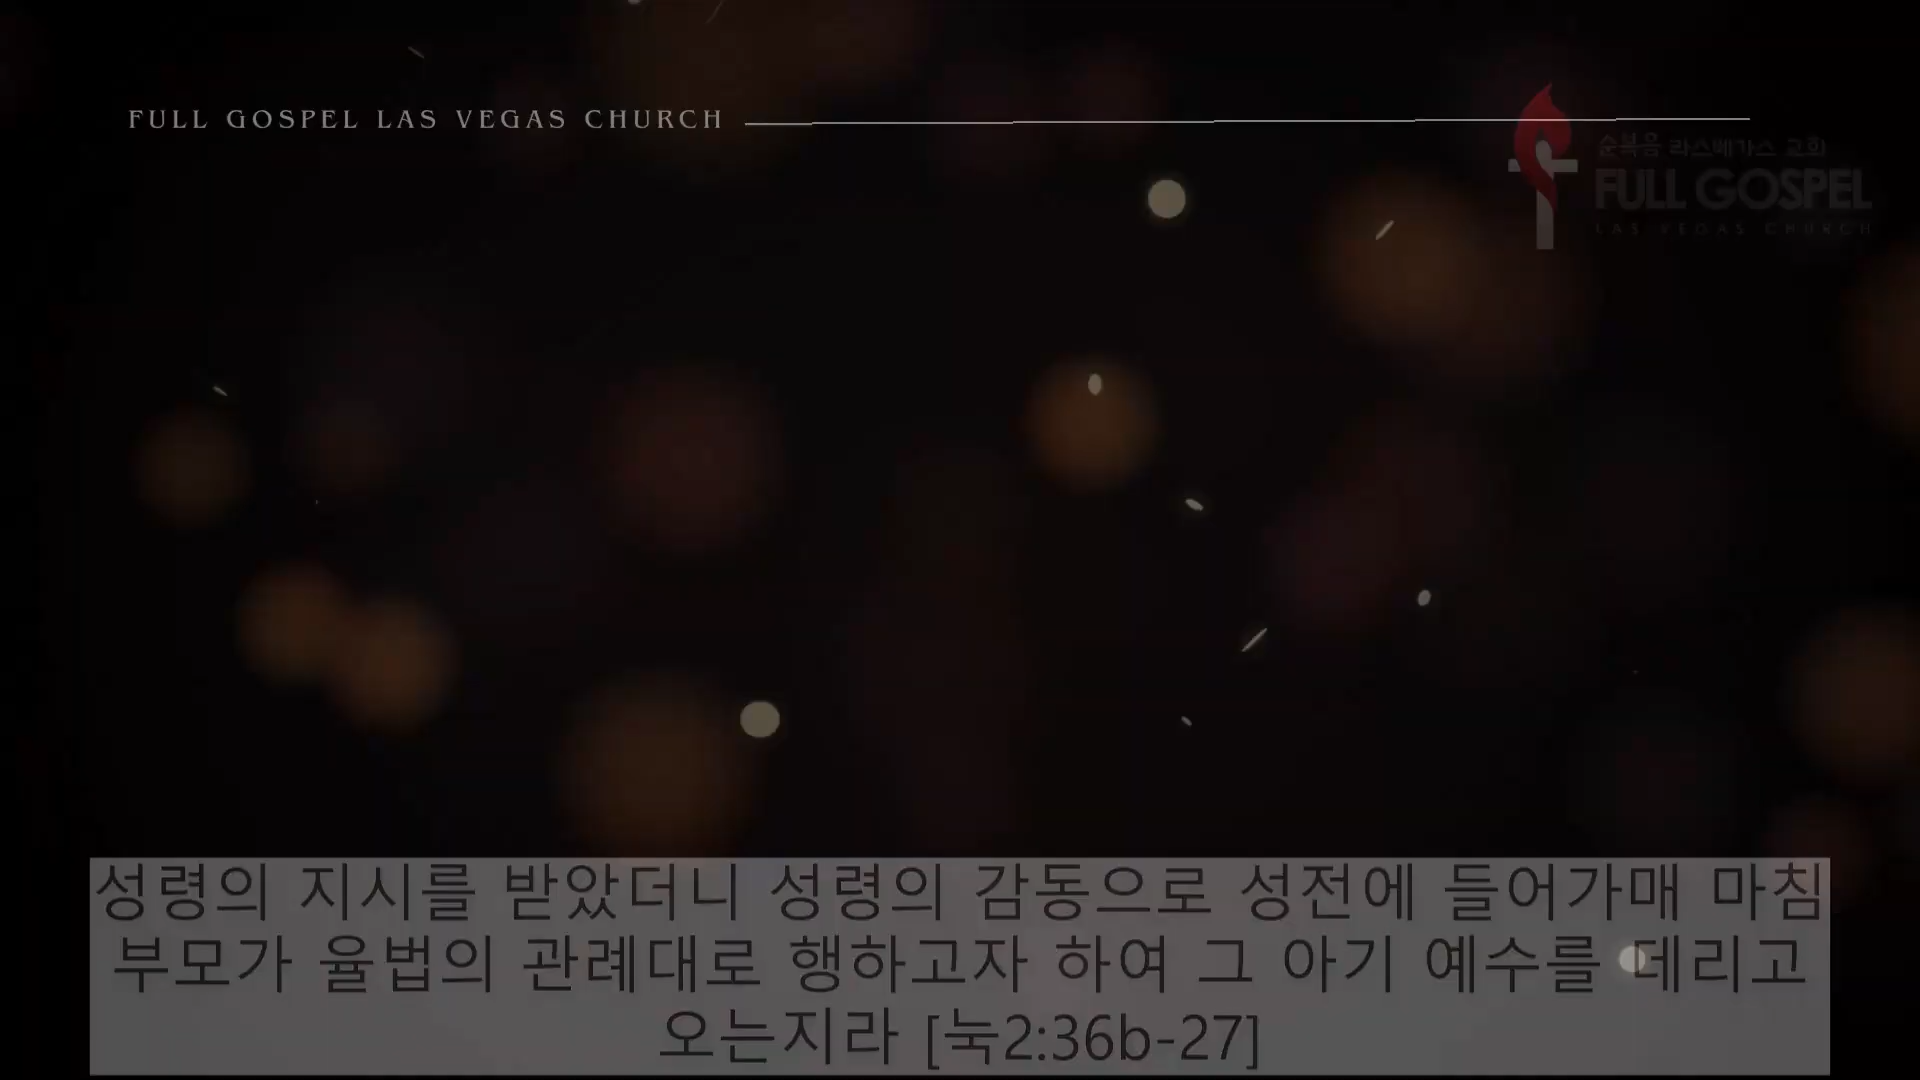 FULL GOSPEL LAS VEGAS CHURCH
순복음 라스베가스 교회
FULL GOSPEL
LAS VEGAS CHURCH
성령의 지시를 받았더니 성령의 감동으로 성전에 들어가매 마침
부모가 율법의 관례대로 행하고자 하여 그 아기 예수를 데리고
오는지라 [눅2:36b-27]